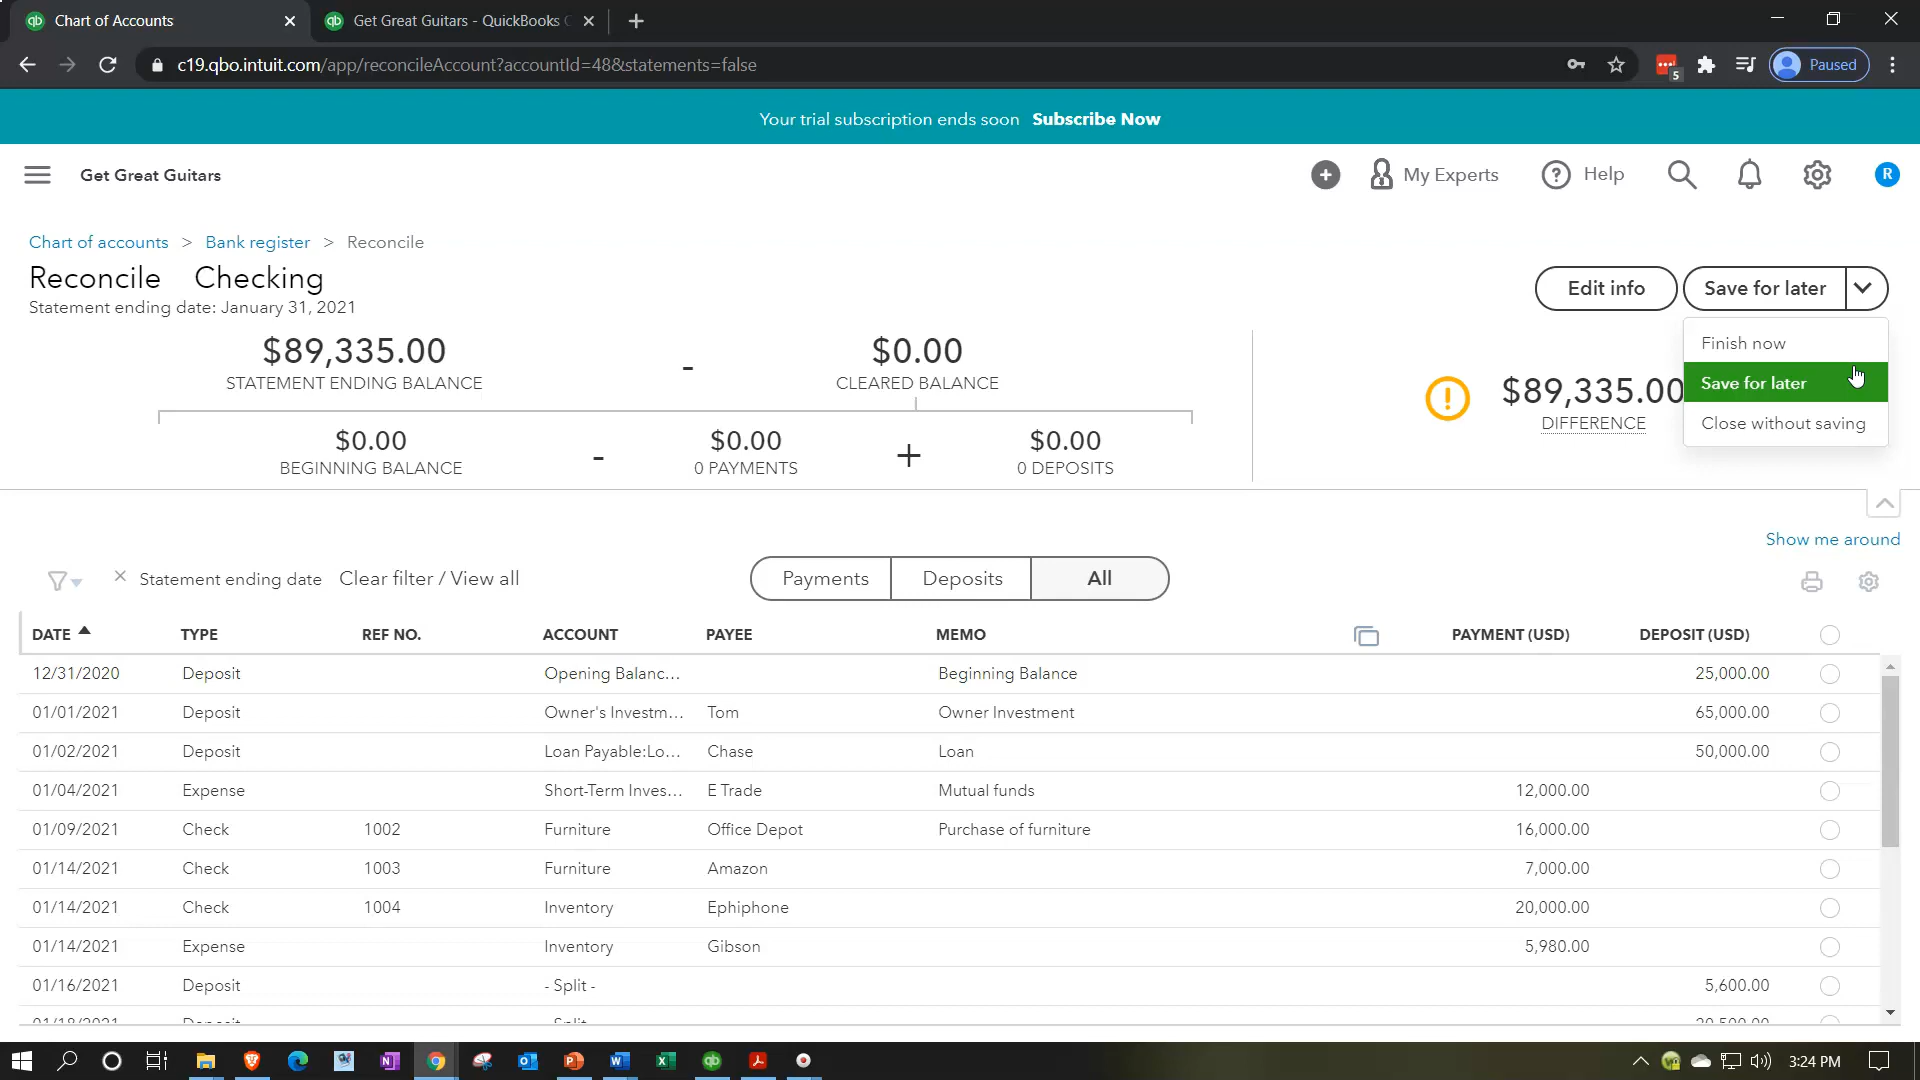 Chart of Accounts
Get Great Guitars - QuickBooks
c19.qbo.intuit.com/app/reconcileAccount?accountId=48&statements=false
5
Paused
Your trial subscription ends soon Subscribe Now
Get Great Guitars
My Experts
Help
R
Chart of accounts > Bank register > Reconcile
Reconcile Checking
Statement ending date: January 31, 2021
Edit info
Save for later
Finish now
Save for later
Close without saving
$89,335.00
STATEMENT ENDING BALANCE
-
$0.00
CLEARED BALANCE
$89,335.00
DIFFERENCE
$0.00
BEGINNING BALANCE
-
$0.00
0 PAYMENTS
+
$0.00
0 DEPOSITS
Show me around
Statement ending date Clear filter / View all
Payments Deposits All
DATE TYPE REF NO. ACCOUNT PAYEE MEMO PAYMENT (USD) DEPOSIT (USD)
12/31/2020 Deposit Opening Balanc... Beginning Balance 25,000.00
01/01/2021 Deposit Owner's Investm... Tom Owner Investment 65,000.00
01/02/2021 Deposit Loan Payable:Lo... Chase Loan 50,000.00
01/04/2021 Expense Short-Term Inves... E Trade Mutual funds 12,000.00
01/09/2021 Check 1002 Furniture Office Depot Purchase of furniture 16,000.00
01/14/2021 Check 1003 Furniture Amazon 7,000.00
01/14/2021 Check 1004 Inventory Ephiphone 20,000.00
01/14/2021 Expense Inventory Gibson 5,980.00
01/16/2021 Deposit - Split - 5,600.00
3:24 PM